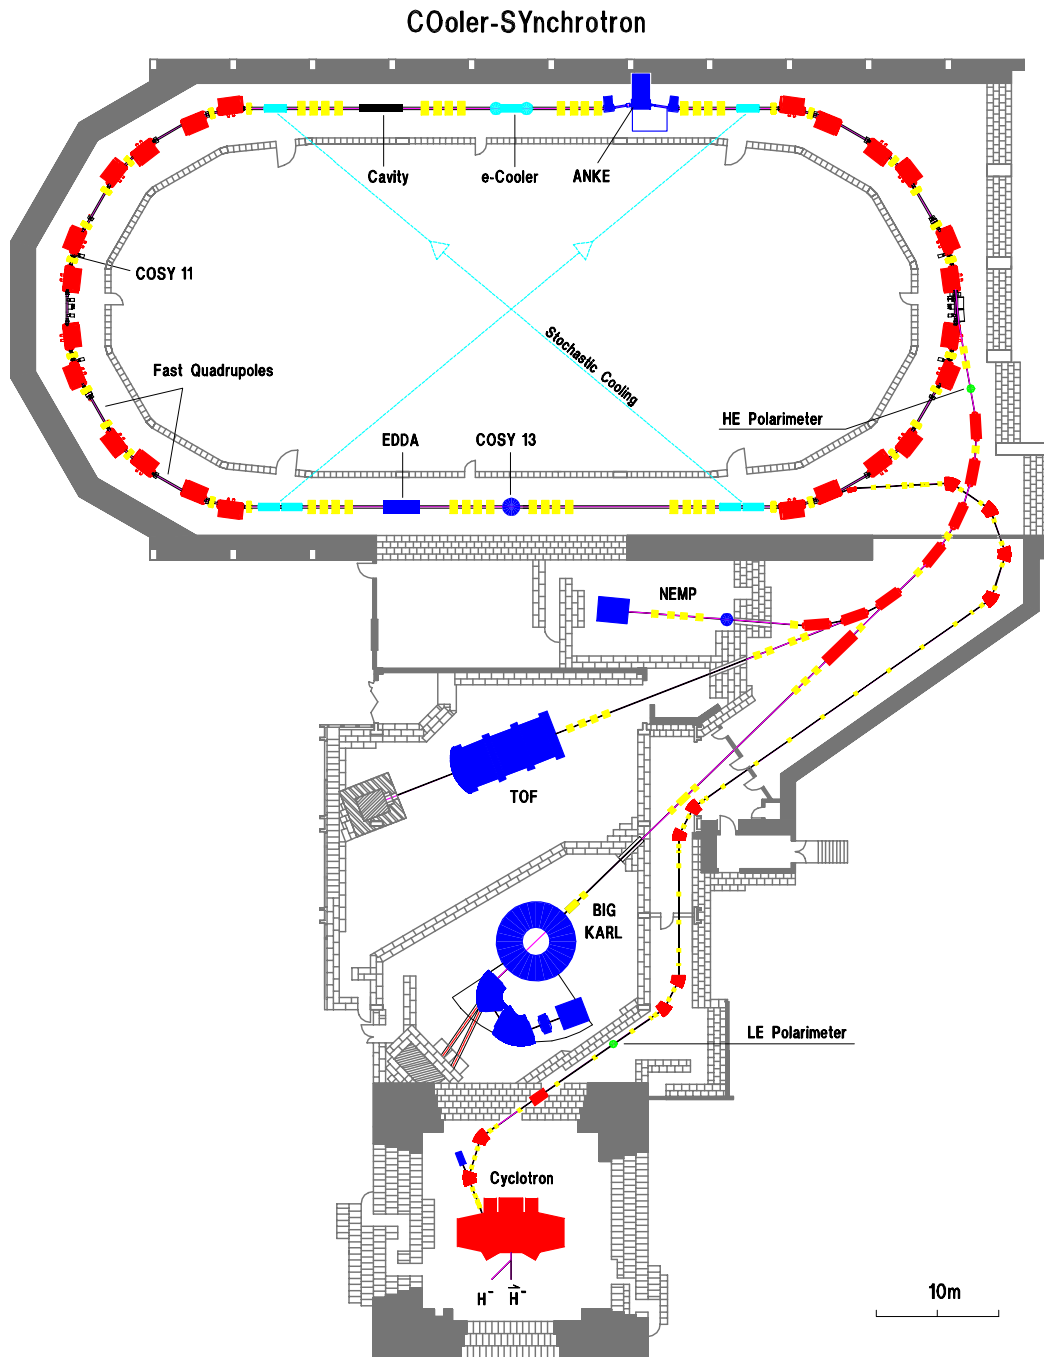 COoler-SYnchrotron
Cavity
e-Cooler
ANKE
COSY 11
Stochastic Cooling
Fast Quadrupoles
HE Polarimeter
EDDA
COSY 13
NEMP
TOF
BIG
KARL
LE Polarimeter
Cyclotron
H⁻
H⃗⁻
10m